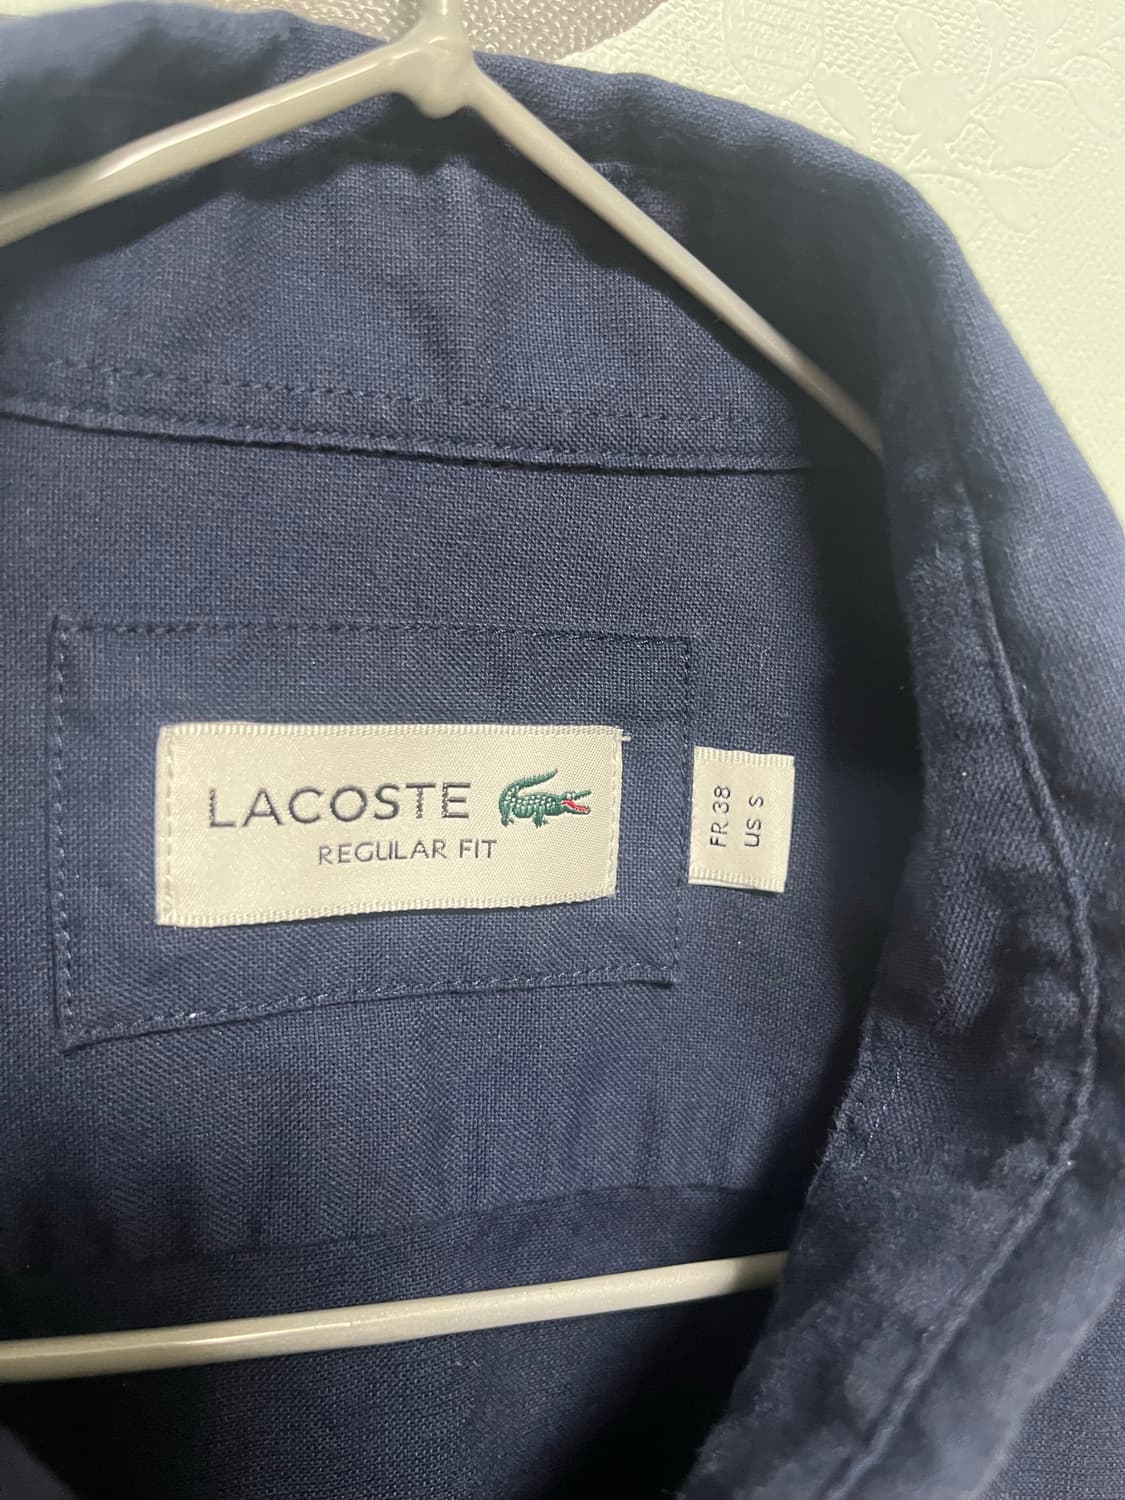 LACOSTE
REGULAR FIT
FR 38
US S